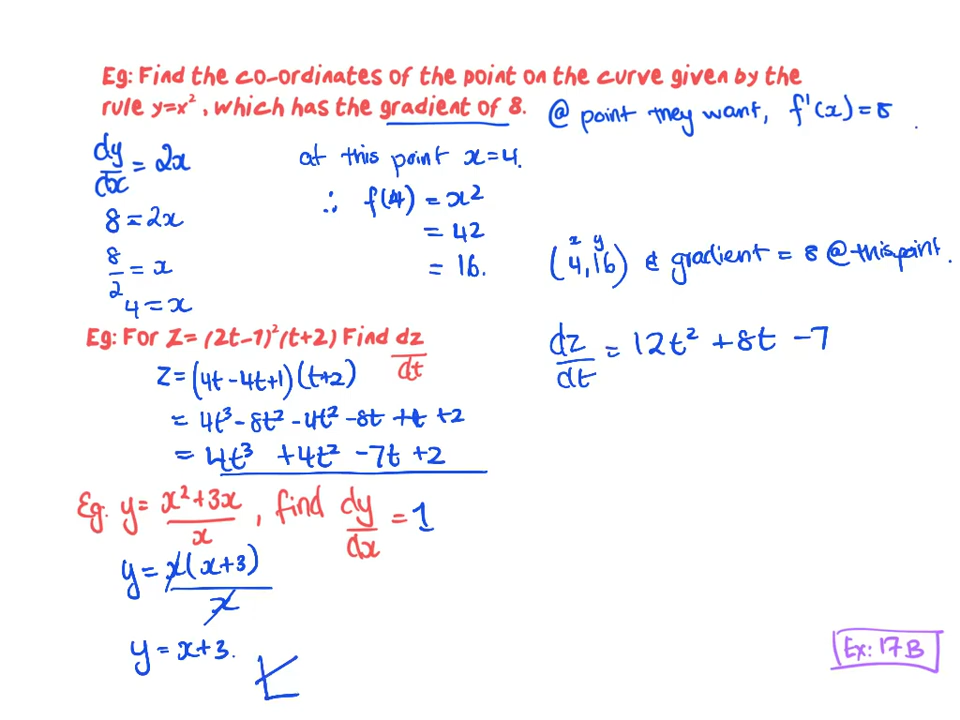 Eg: Find the co-ordinates of the point on the curve given by the
rule y=x², which has the gradient of 8.
@ point they want, f'(x)=8
dy/dx = 2x
8=2x
8/2 = x
4=x
at this point x=4.
∴ f(4) = x²
= 42
= 16.
x y
(4,16) & gradient = 8 @ this point.
Eg: For Z= (2t-1)²(t+2) Find dz/dt
Z= (4t-4t+1)(t+2)
= 4t³-8t²-4t²-8t +t +2
= 4t³ +4t² -7t +2
dz/dt = 12t² +8t -7
Eg: y= x²+3x/x, find dy/dx = 1
y= x(x+3)/x
y= x+3.
Ex: 17B